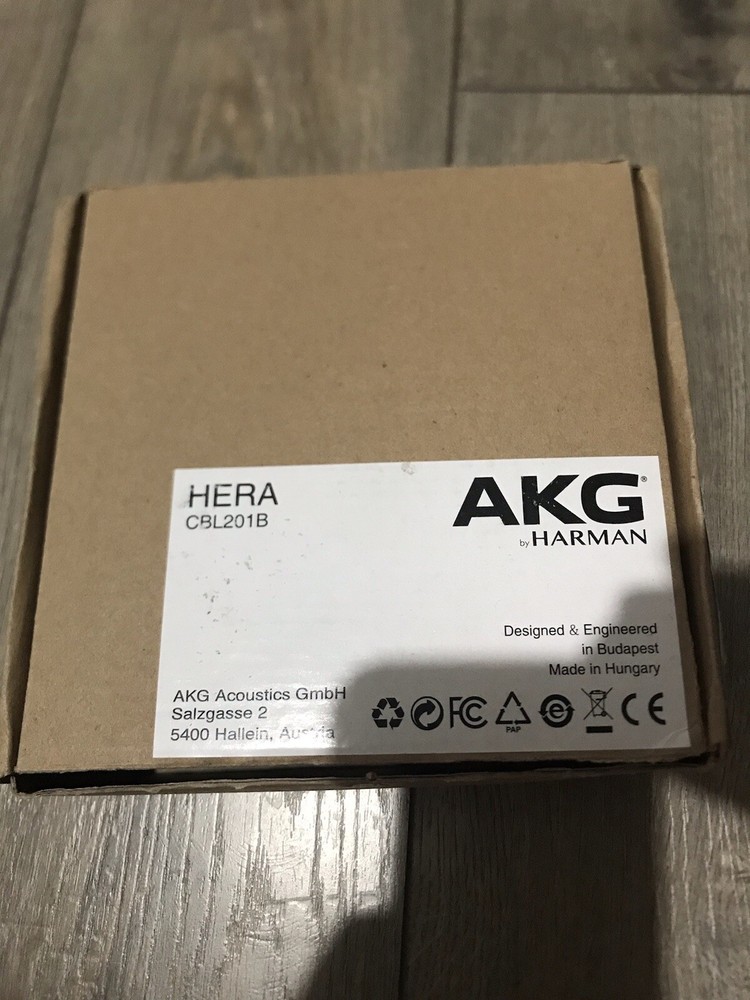 HERA
CBL201B
AKG®
by HARMAN
Designed & Engineered
in Budapest
Made in Hungary
AKG Acoustics GmbH
Salzgasse 2
5400 Hallein, Austria
FC
PAP
CE